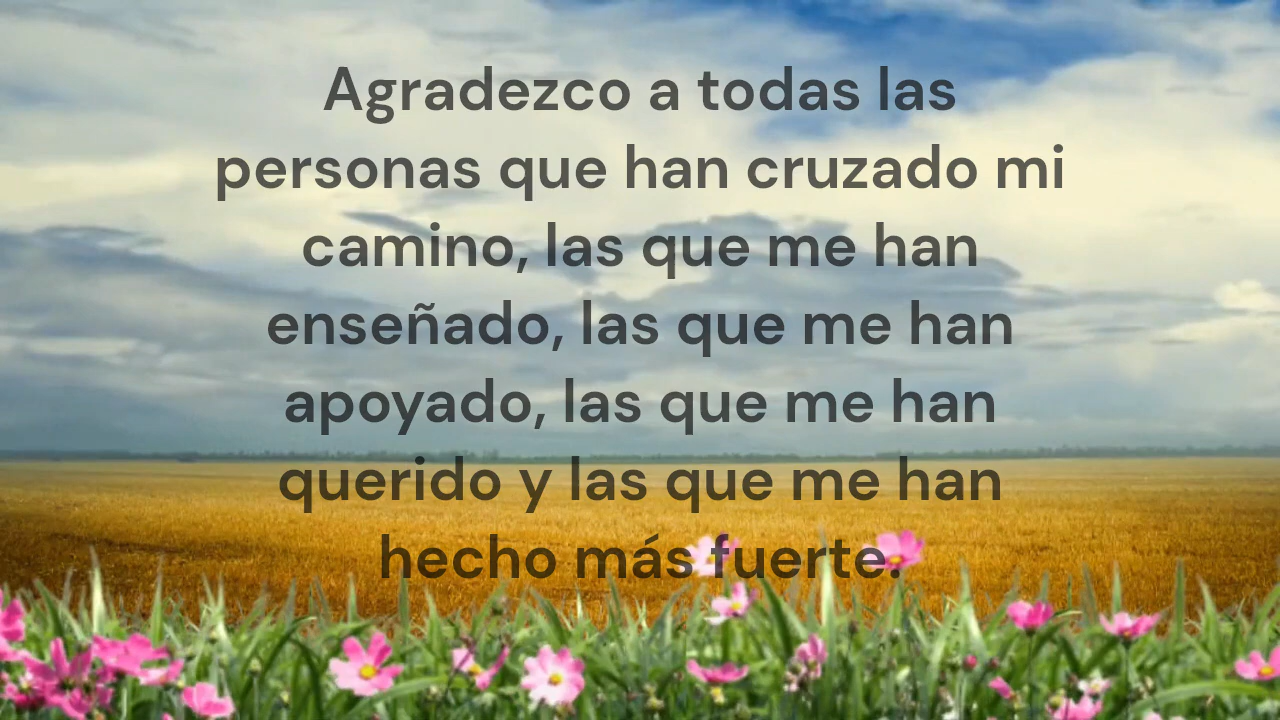 Agradezco a todas las
personas que han cruzado mi
camino, las que me han
enseñado, las que me han
apoyado, las que me han
querido y las que me han
hecho más fuerte.